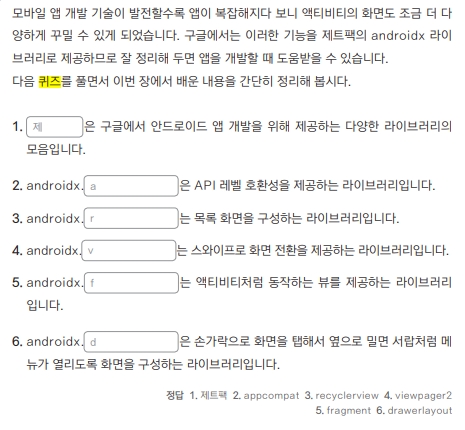 모바일 앱 개발 기술이 발전할수록 앱이 복잡해지다 보니 액티비티의 화면도 조금 더 다
양하게 꾸밀 수 있게 되었습니다. 구글에서는 이러한 기능을 제트팩의 androidx 라이
브러리로 제공하므로 잘 정리해 두면 앱을 개발할 때 도움받을 수 있습니다.
다음 퀴즈를 풀면서 이번 장에서 배운 내용을 간단히 정리해 봅시다.
1. 제 은 구글에서 안드로이드 앱 개발을 위해 제공하는 다양한 라이브러리의
모음입니다.
2. androidx. a 은 API 레벨 호환성을 제공하는 라이브러리입니다.
3. androidx. r 는 목록 화면을 구성하는 라이브러리입니다.
4. androidx. v 는 스와이프로 화면 전환을 제공하는 라이브러리입니다.
5. androidx. f 는 액티비티처럼 동작하는 뷰를 제공하는 라이브러리
입니다.
6. androidx. d 은 손가락으로 화면을 탭해서 옆으로 밀면 서랍처럼 메
뉴가 열리도록 화면을 구성하는 라이브러리입니다.
정답 1. 제트팩 2. appcompat 3. recyclerview 4. viewpager2
5. fragment 6. drawerlayout